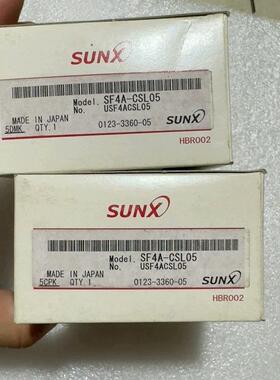 SUNX
Model. SF4A-CSL05
No. USF4ACSL05
MADE IN JAPAN
5DMK QTY.1 0123-3360-05 SUNX
HBR002
SUNX
Model. SF4A-CSL05
No. USF4ACSL05
MADE IN JAPAN
5CPK QTY.1 0123-3360-05 SUNX
HBR002